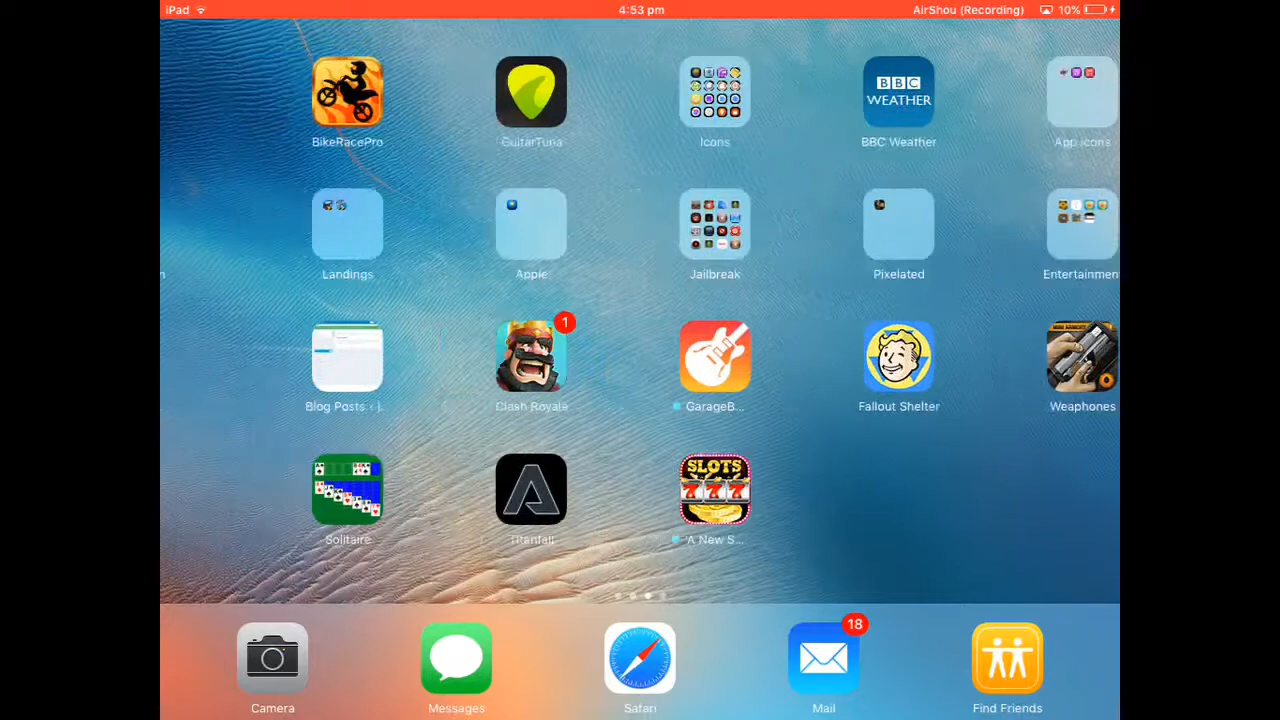 iPad 4:53 pm AirShou (Recording) 10%
BBC
WEATHER
BikeRacePro GuitarTuna Icons BBC Weather App Icons
n Landings Apple Jailbreak Pixelated Entertainmen
1
Blog Posts ‹ j. Clash Royale GarageB... Fallout Shelter Weaphones
SLOTS
777
Solitaire Titanfall 'A New S...
18
Camera Messages Safari Mail Find Friends